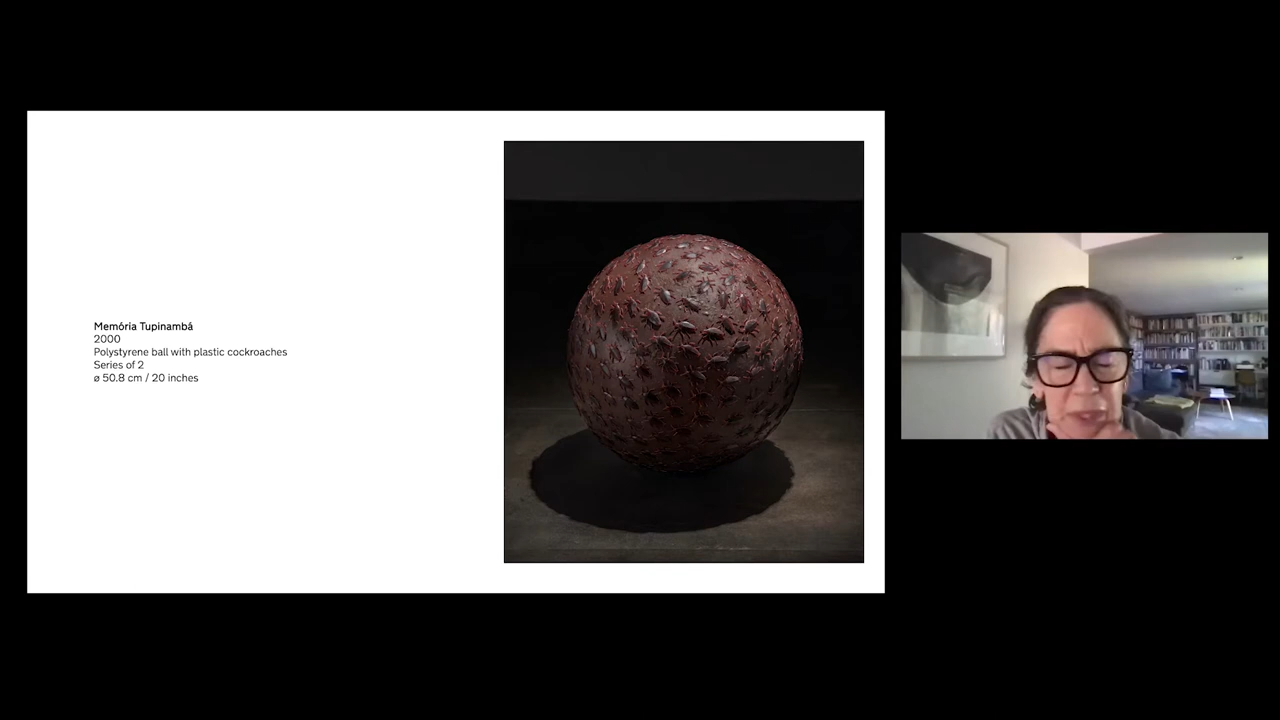 Memória Tupinambá
2000
Polystyrene ball with plastic cockroaches
Series of 2
ø 50.8 cm / 20 inches